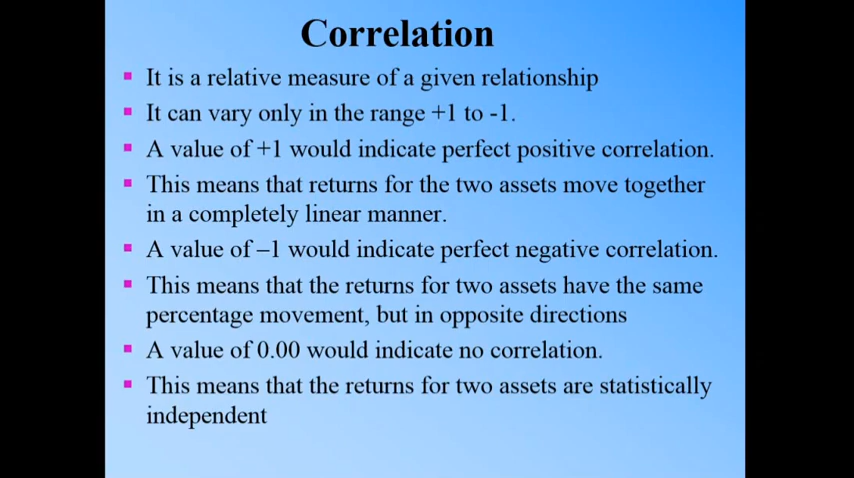 Correlation
It is a relative measure of a given relationship
It can vary only in the range +1 to -1.
A value of +1 would indicate perfect positive correlation.
This means that returns for the two assets move together
in a completely linear manner.
A value of –1 would indicate perfect negative correlation.
This means that the returns for two assets have the same
percentage movement, but in opposite directions
A value of 0.00 would indicate no correlation.
This means that the returns for two assets are statistically
independent